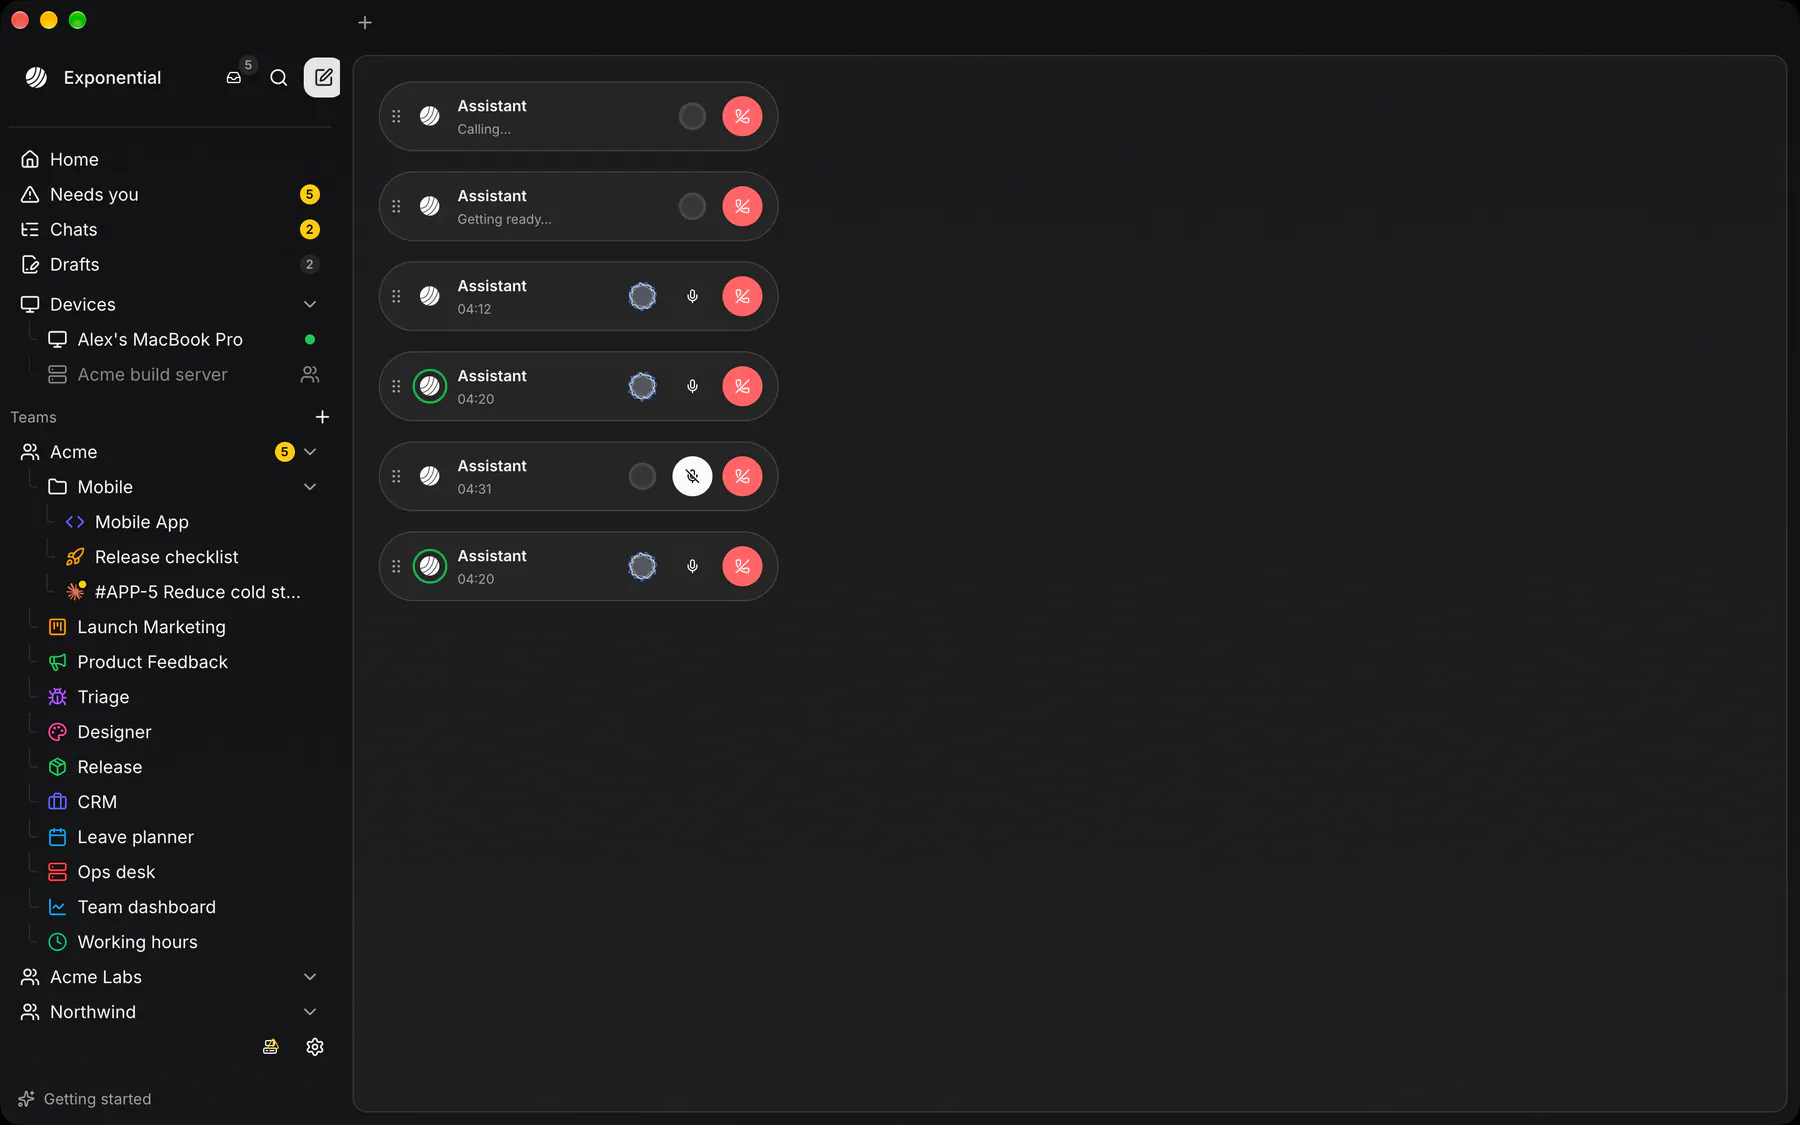 Exponential
5
Home
Needs you
5
Chats
2
Drafts
2
Devices
Alex's MacBook Pro
Acme build server
Teams
Acme
5
Mobile
Mobile App
Release checklist
#APP-5 Reduce cold st...
Launch Marketing
Product Feedback
Triage
Designer
Release
CRM
Leave planner
Ops desk
Team dashboard
Working hours
Acme Labs
Northwind
Getting started
Assistant
Calling...
Assistant
Getting ready...
Assistant
04:12
Assistant
04:20
Assistant
04:31
Assistant
04:20